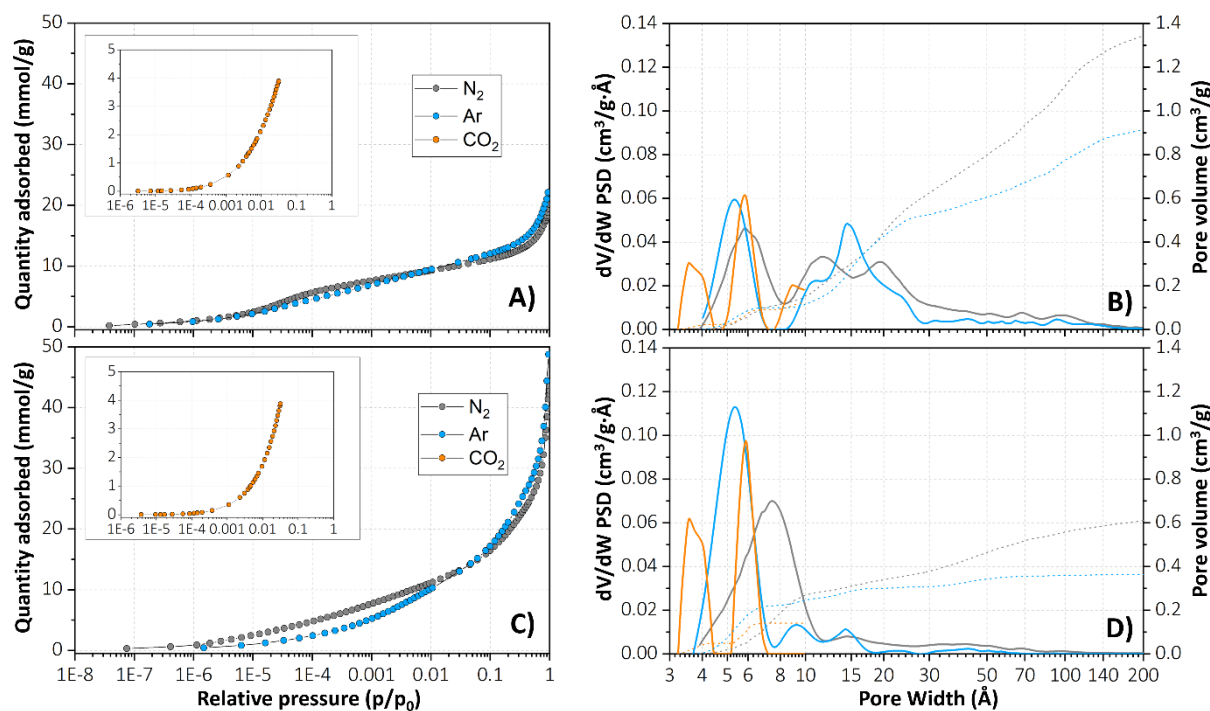 50
40
30
20
10
0
Quantity adsorbed (mmol/g)
5
4
3
2
1
0
1E-6 1E-5 1E-4 0.001 0.01 0.1 1
N2
Ar
CO2
A)
0.14
0.12
0.10
0.08
0.06
0.04
0.02
0.00
dV/dW PSD (cm³/g·Å)
B)
1.4
1.2
1.0
0.8
0.6
0.4
0.2
0.0
Pore volume (cm³/g)
50
40
30
20
10
0
Quantity adsorbed (mmol/g)
5
4
3
2
1
0
1E-6 1E-5 1E-4 0.001 0.01 0.1 1
N2
Ar
CO2
C)
1E-8 1E-7 1E-6 1E-5 1E-4 0.001 0.01 0.1 1
Relative pressure (p/p0)
0.14
0.12
0.10
0.08
0.06
0.04
0.02
0.00
dV/dW PSD (cm³/g·Å)
D)
1.4
1.2
1.0
0.8
0.6
0.4
0.2
0.0
Pore volume (cm³/g)
3 4 5 6 8 10 15 20 30 50 70 100 140 200
Pore Width (Å)